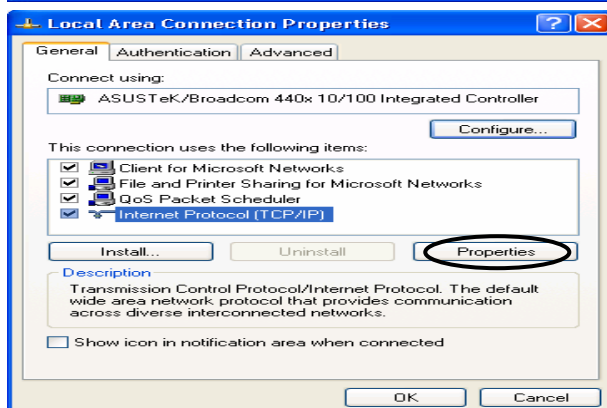 Local Area Connection Properties
General Authentication Advanced
Connect using:
ASUSTeK/Broadcom 440x 10/100 Integrated Controller
Configure...
This connection uses the following items:
Client for Microsoft Networks
File and Printer Sharing for Microsoft Networks
QoS Packet Scheduler
Internet Protocol (TCP/IP)
Install... Uninstall Properties
Description
Transmission Control Protocol/Internet Protocol. The default
wide area network protocol that provides communication
across diverse interconnected networks.
Show icon in notification area when connected
OK Cancel